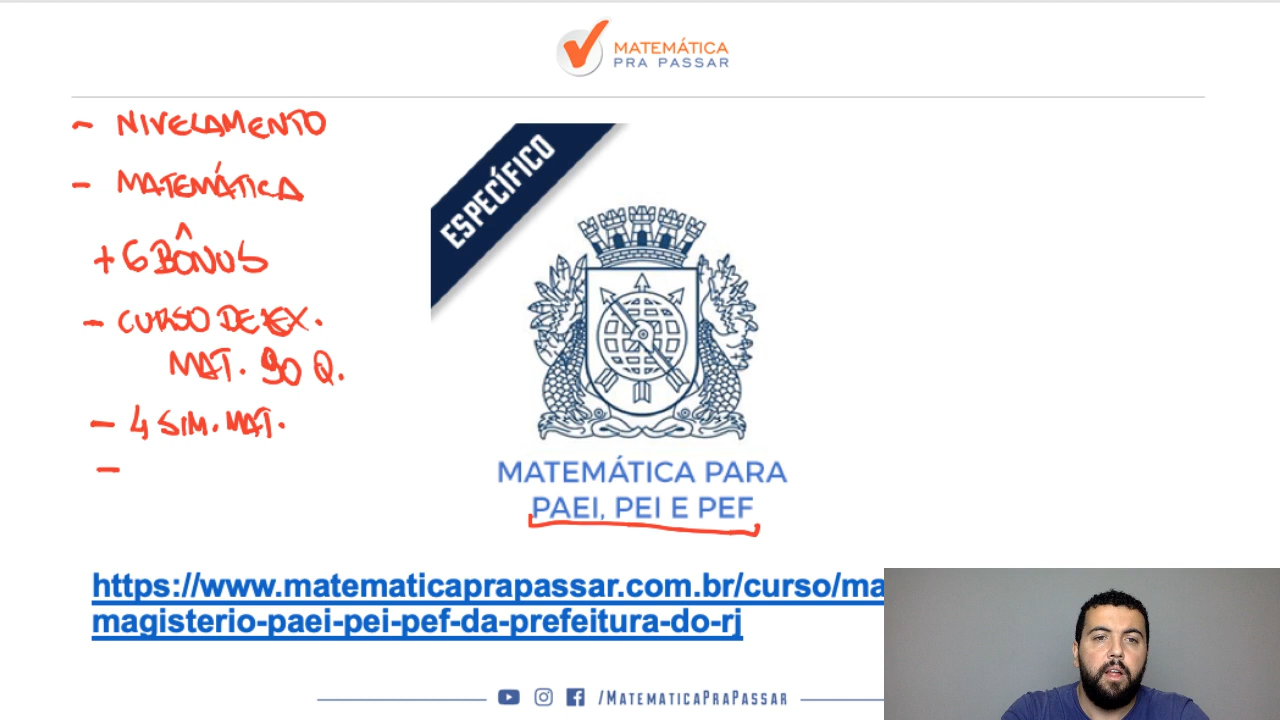 MATEMÁTICA
PRA PASSAR
- NIVELAMENTO
- MATEMÁTICA
+ 6 BÔNUS
- CURSO DE EX.
MAT. 90 Q.
- 4 SIM. MAT.
-
ESPECÍFICO
MATEMÁTICA PARA
PAEI, PEI E PEF
https://www.matematicaprapassar.com.br/curso/ma
magisterio-paei-pei-pef-da-prefeitura-do-rj
/MATEMATICAPRAPASSAR